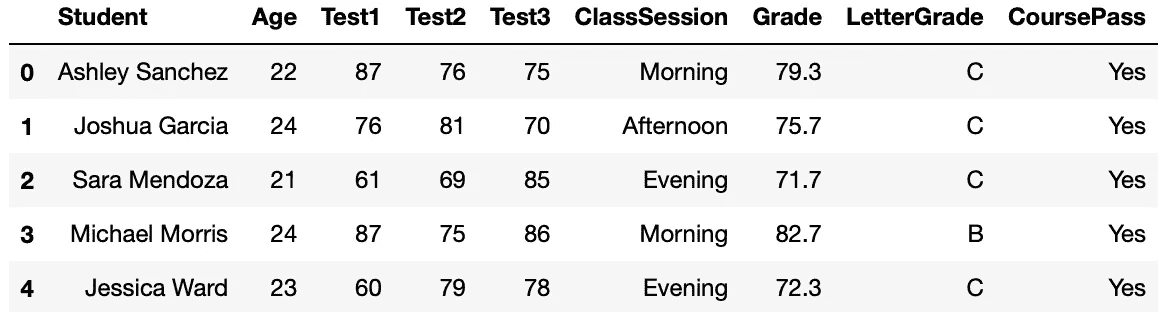 Student Age Test1 Test2 Test3 ClassSession Grade LetterGrade CoursePass
0 Ashley Sanchez 22 87 76 75 Morning 79.3 C Yes
1 Joshua Garcia 24 76 81 70 Afternoon 75.7 C Yes
2 Sara Mendoza 21 61 69 85 Evening 71.7 C Yes
3 Michael Morris 24 87 75 86 Morning 82.7 B Yes
4 Jessica Ward 23 60 79 78 Evening 72.3 C Yes